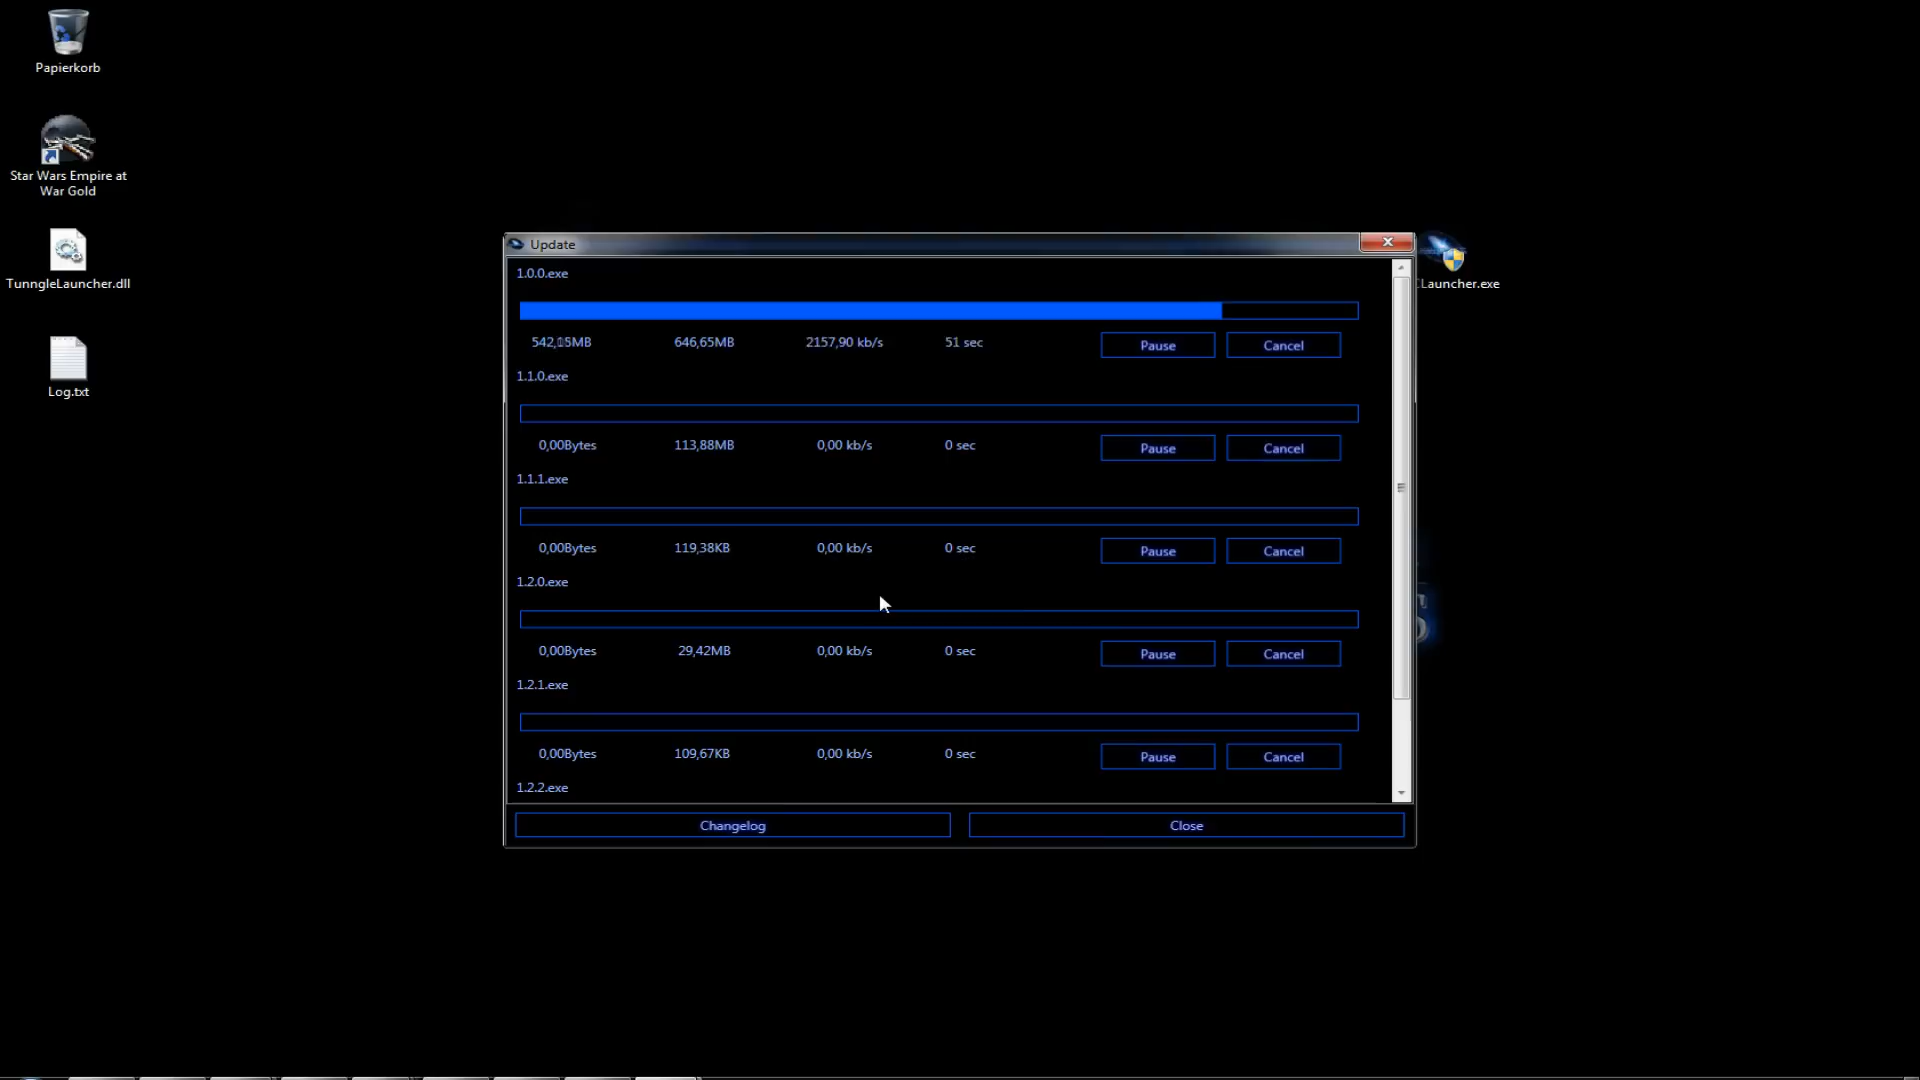 Papierkorb
Star Wars Empire at
War Gold
TunngleLauncher.dll
Log.txt
Launcher.exe
Update
1.0.0.exe
646,65MB 2157,90 kb/s 51 sec Pause Cancel
1.1.0.exe
0,00Bytes 113,88MB 0,00 kb/s 0 sec Pause Cancel
1.1.1.exe
0,00Bytes 119,38KB 0,00 kb/s 0 sec Pause Cancel
1.2.0.exe
0,00Bytes 29,42MB 0,00 kb/s 0 sec Pause Cancel
1.2.1.exe
0,00Bytes 109,67KB 0,00 kb/s 0 sec Pause Cancel
1.2.2.exe
Changelog Close